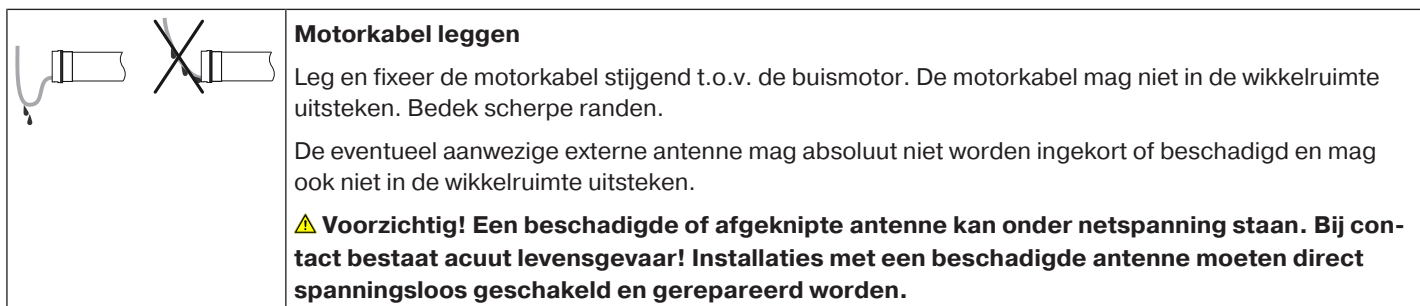 Motorkabel leggen
Leg en fixeer de motorkabel stijgend t.o.v. de buismotor. De motorkabel mag niet in de wikkelruimte
uitsteken. Bedek scherpe randen.
De eventueel aanwezige externe antenne mag absoluut niet worden ingekort of beschadigd en mag
ook niet in de wikkelruimte uitsteken.
⚠ Voorzichtig! Een beschadigde of afgeknipte antenne kan onder netspanning staan. Bij con-
tact bestaat acuut levensgevaar! Installaties met een beschadigde antenne moeten direct
spanningsloos geschakeld en gerepareerd worden.